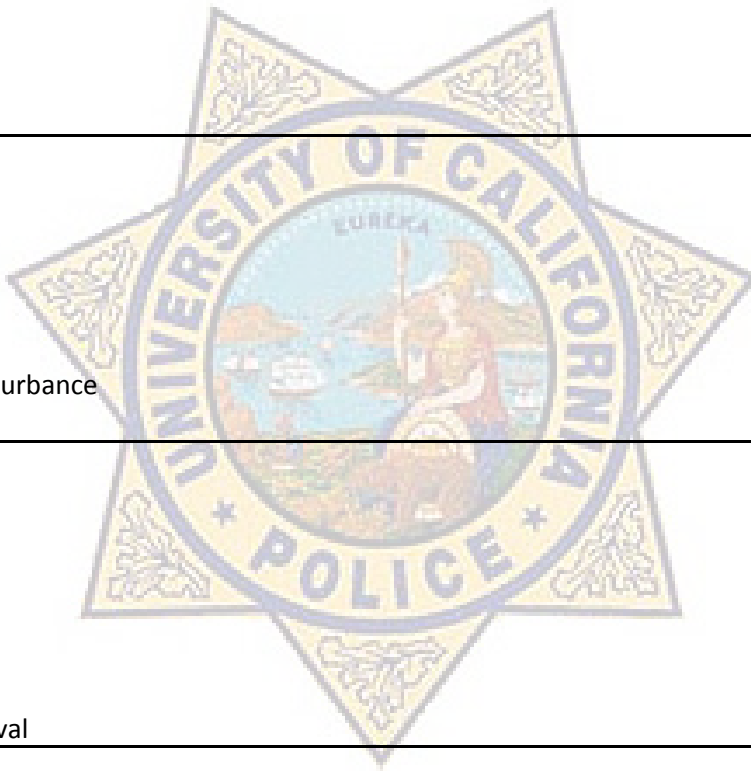 UNIVERSITY OF CALIFORNIA
EUREKA
urbance
POLICE
val